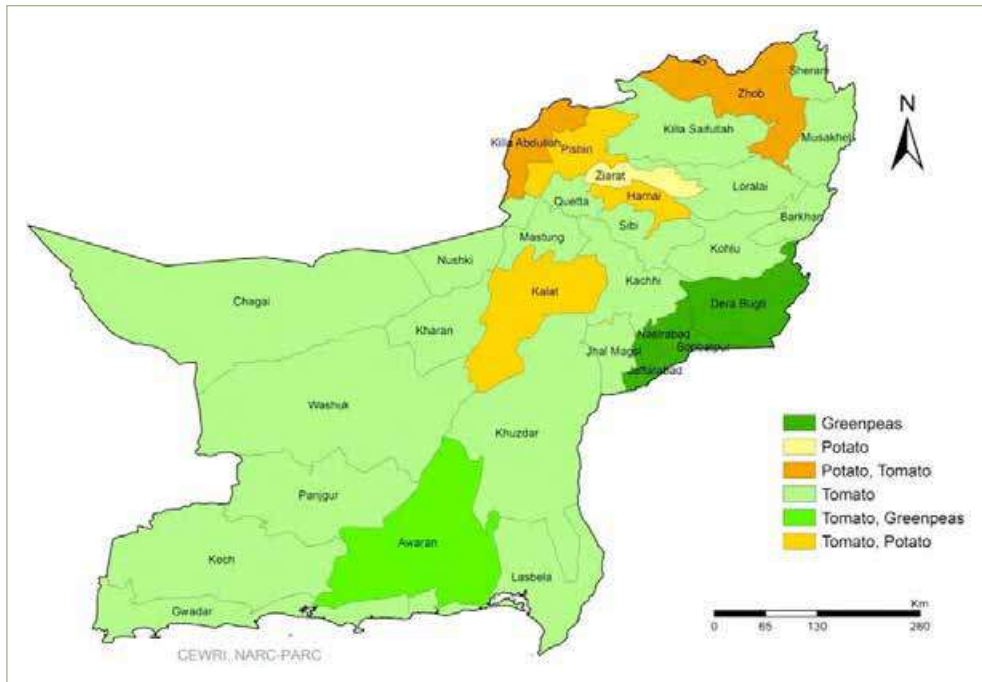 Sherani
Zhob
N
Killa Saifullah
Musakhel
Killa Abdullah
Pishin
Ziarat
Loralai
Harnai
Quetta
Barkhan
Sibi
Mastung
Kohlu
Nushki
Kachhi
Chagai
Kalat
Dera Bugti
Kharan
Nasirabad
Jhal Magsi
Jaffarabad
Washuk
Khuzdar
Greenpeas
Potato
Potato, Tomato
Tomato
Tomato, Greenpeas
Tomato, Potato
Panjgur
Awaran
Kech
Lasbela
Gwadar
Km
0 65 130 280
CEWRI, NARC-PARC